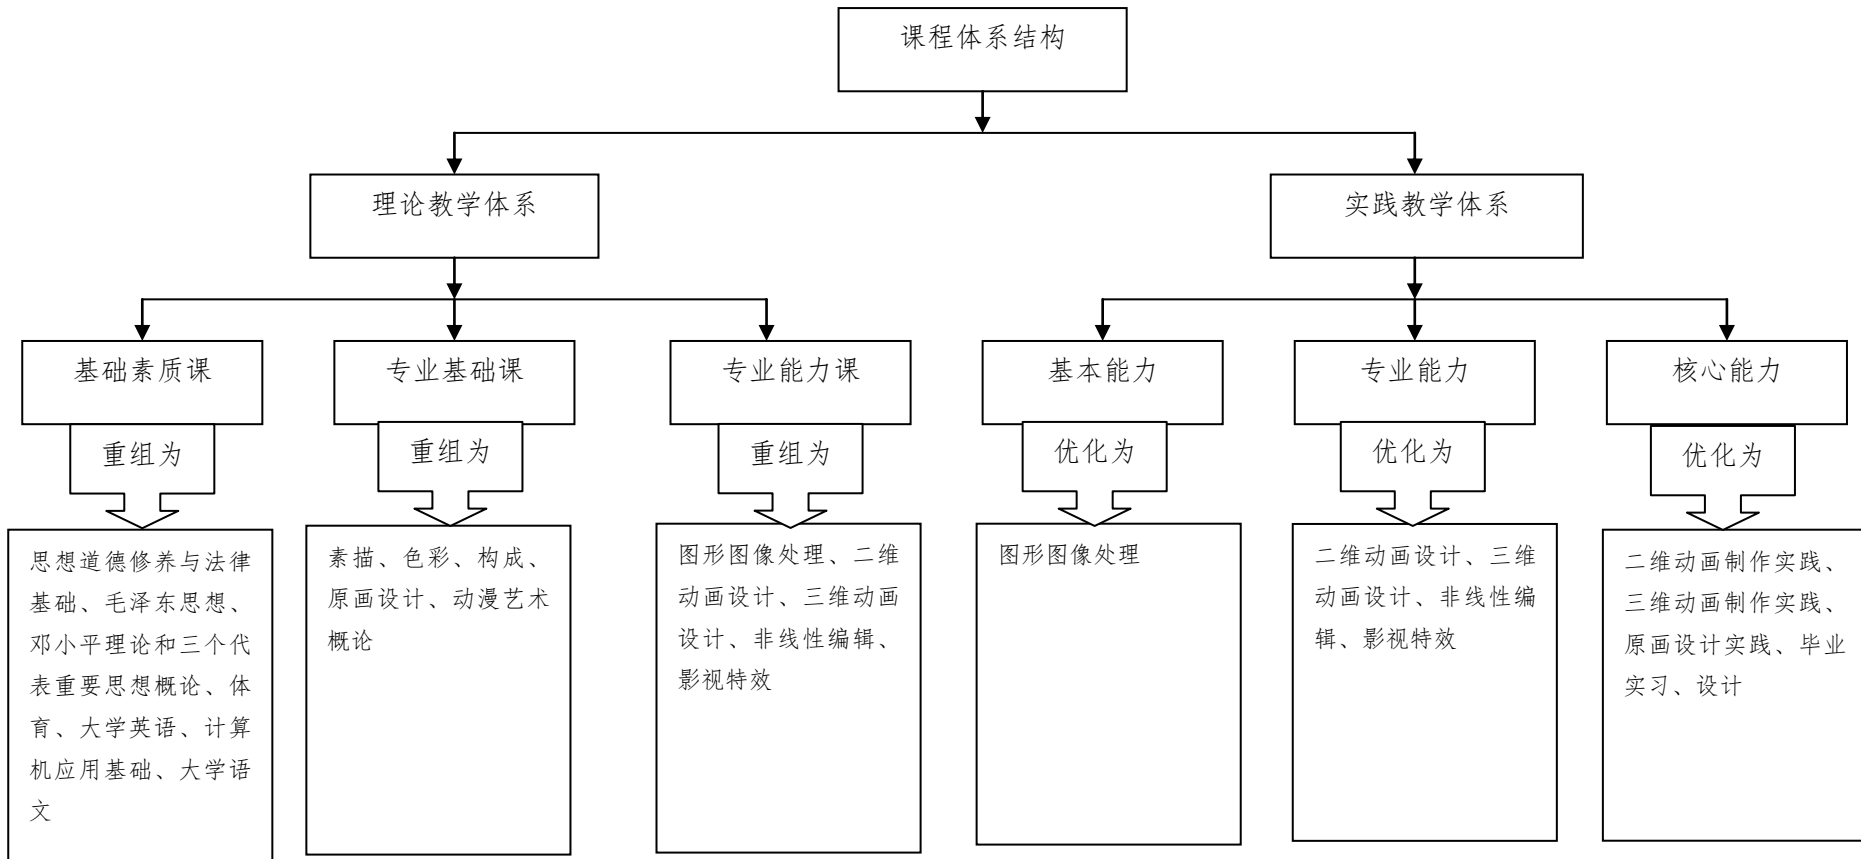 课程体系结构
理论教学体系
实践教学体系
基础素质课
专业基础课
专业能力课
基本能力
专业能力
核心能力
重组为
重组为
重组为
优化为
优化为
优化为
思想道德修养与法律
基础、毛泽东思想、
邓小平理论和三个代
表重要思想概论、体
育、大学英语、计算
机应用基础、大学语
文
素描、色彩、构成、
原画设计、动漫艺术
概论
图形图像处理、二维
动画设计、三维动画
设计、非线性编辑、
影视特效
图形图像处理
二维动画设计、三维
动画设计、非线性编
辑、影视特效
二维动画制作实践、
三维动画制作实践、
原画设计实践、毕业
实习、设计